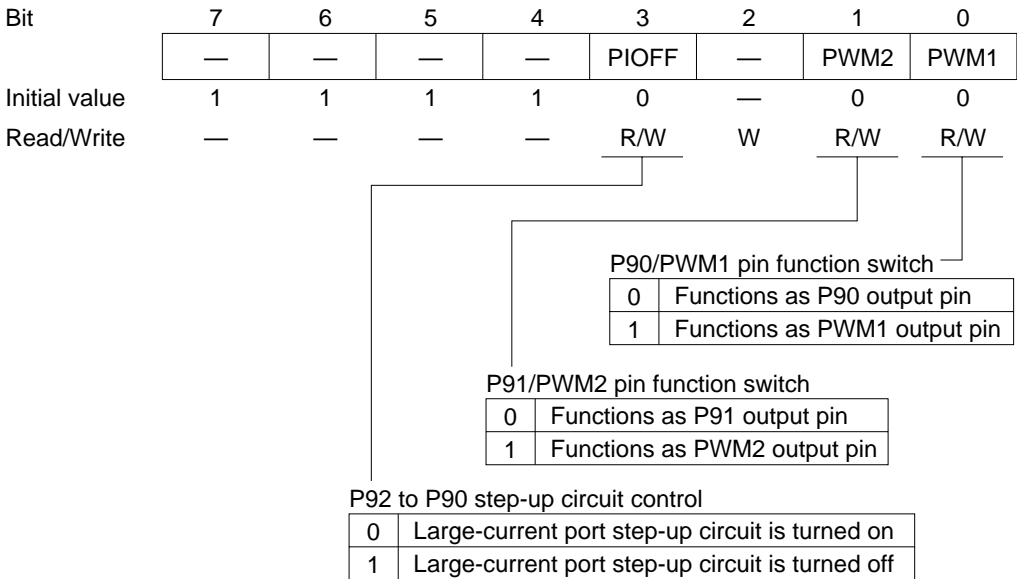 Bit 7 6 5 4 3 2 1 0
— — — — PIOFF — PWM2 PWM1
Initial value 1 1 1 1 0 — 0 0
Read/Write — — — — R/W W R/W R/W
P90/PWM1 pin function switch
0 Functions as P90 output pin
1 Functions as PWM1 output pin
P91/PWM2 pin function switch
0 Functions as P91 output pin
1 Functions as PWM2 output pin
P92 to P90 step-up circuit control
0 Large-current port step-up circuit is turned on
1 Large-current port step-up circuit is turned off